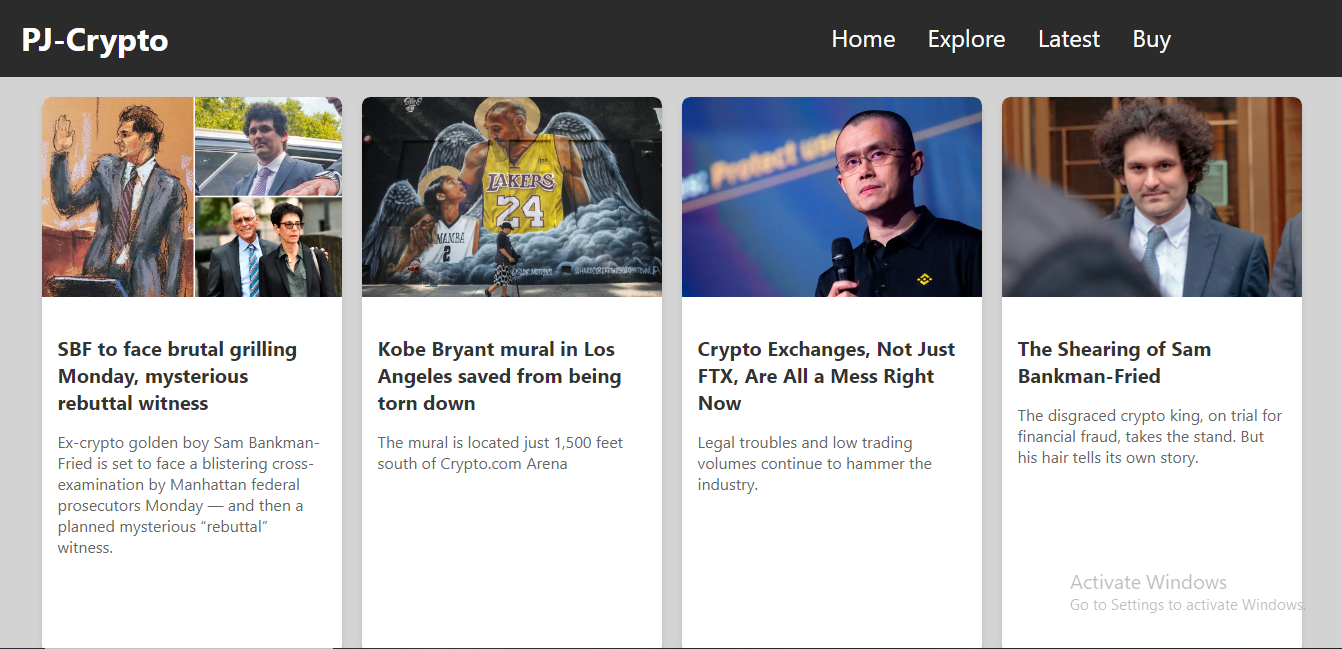 PJ-Crypto
Home Explore Latest Buy
LAKERS
24
MAMBA
2
Protect
SBF to face brutal grilling
Monday, mysterious
rebuttal witness
Ex-crypto golden boy Sam Bankman-
Fried is set to face a blistering cross-
examination by Manhattan federal
prosecutors Monday — and then a
planned mysterious “rebuttal”
witness.
Kobe Bryant mural in Los
Angeles saved from being
torn down
The mural is located just 1,500 feet
south of Crypto.com Arena
Crypto Exchanges, Not Just
FTX, Are All a Mess Right
Now
Legal troubles and low trading
volumes continue to hammer the
industry.
The Shearing of Sam
Bankman-Fried
The disgraced crypto king, on trial for
financial fraud, takes the stand. But
his hair tells its own story.
Activate Windows
Go to Settings to activate Windows.